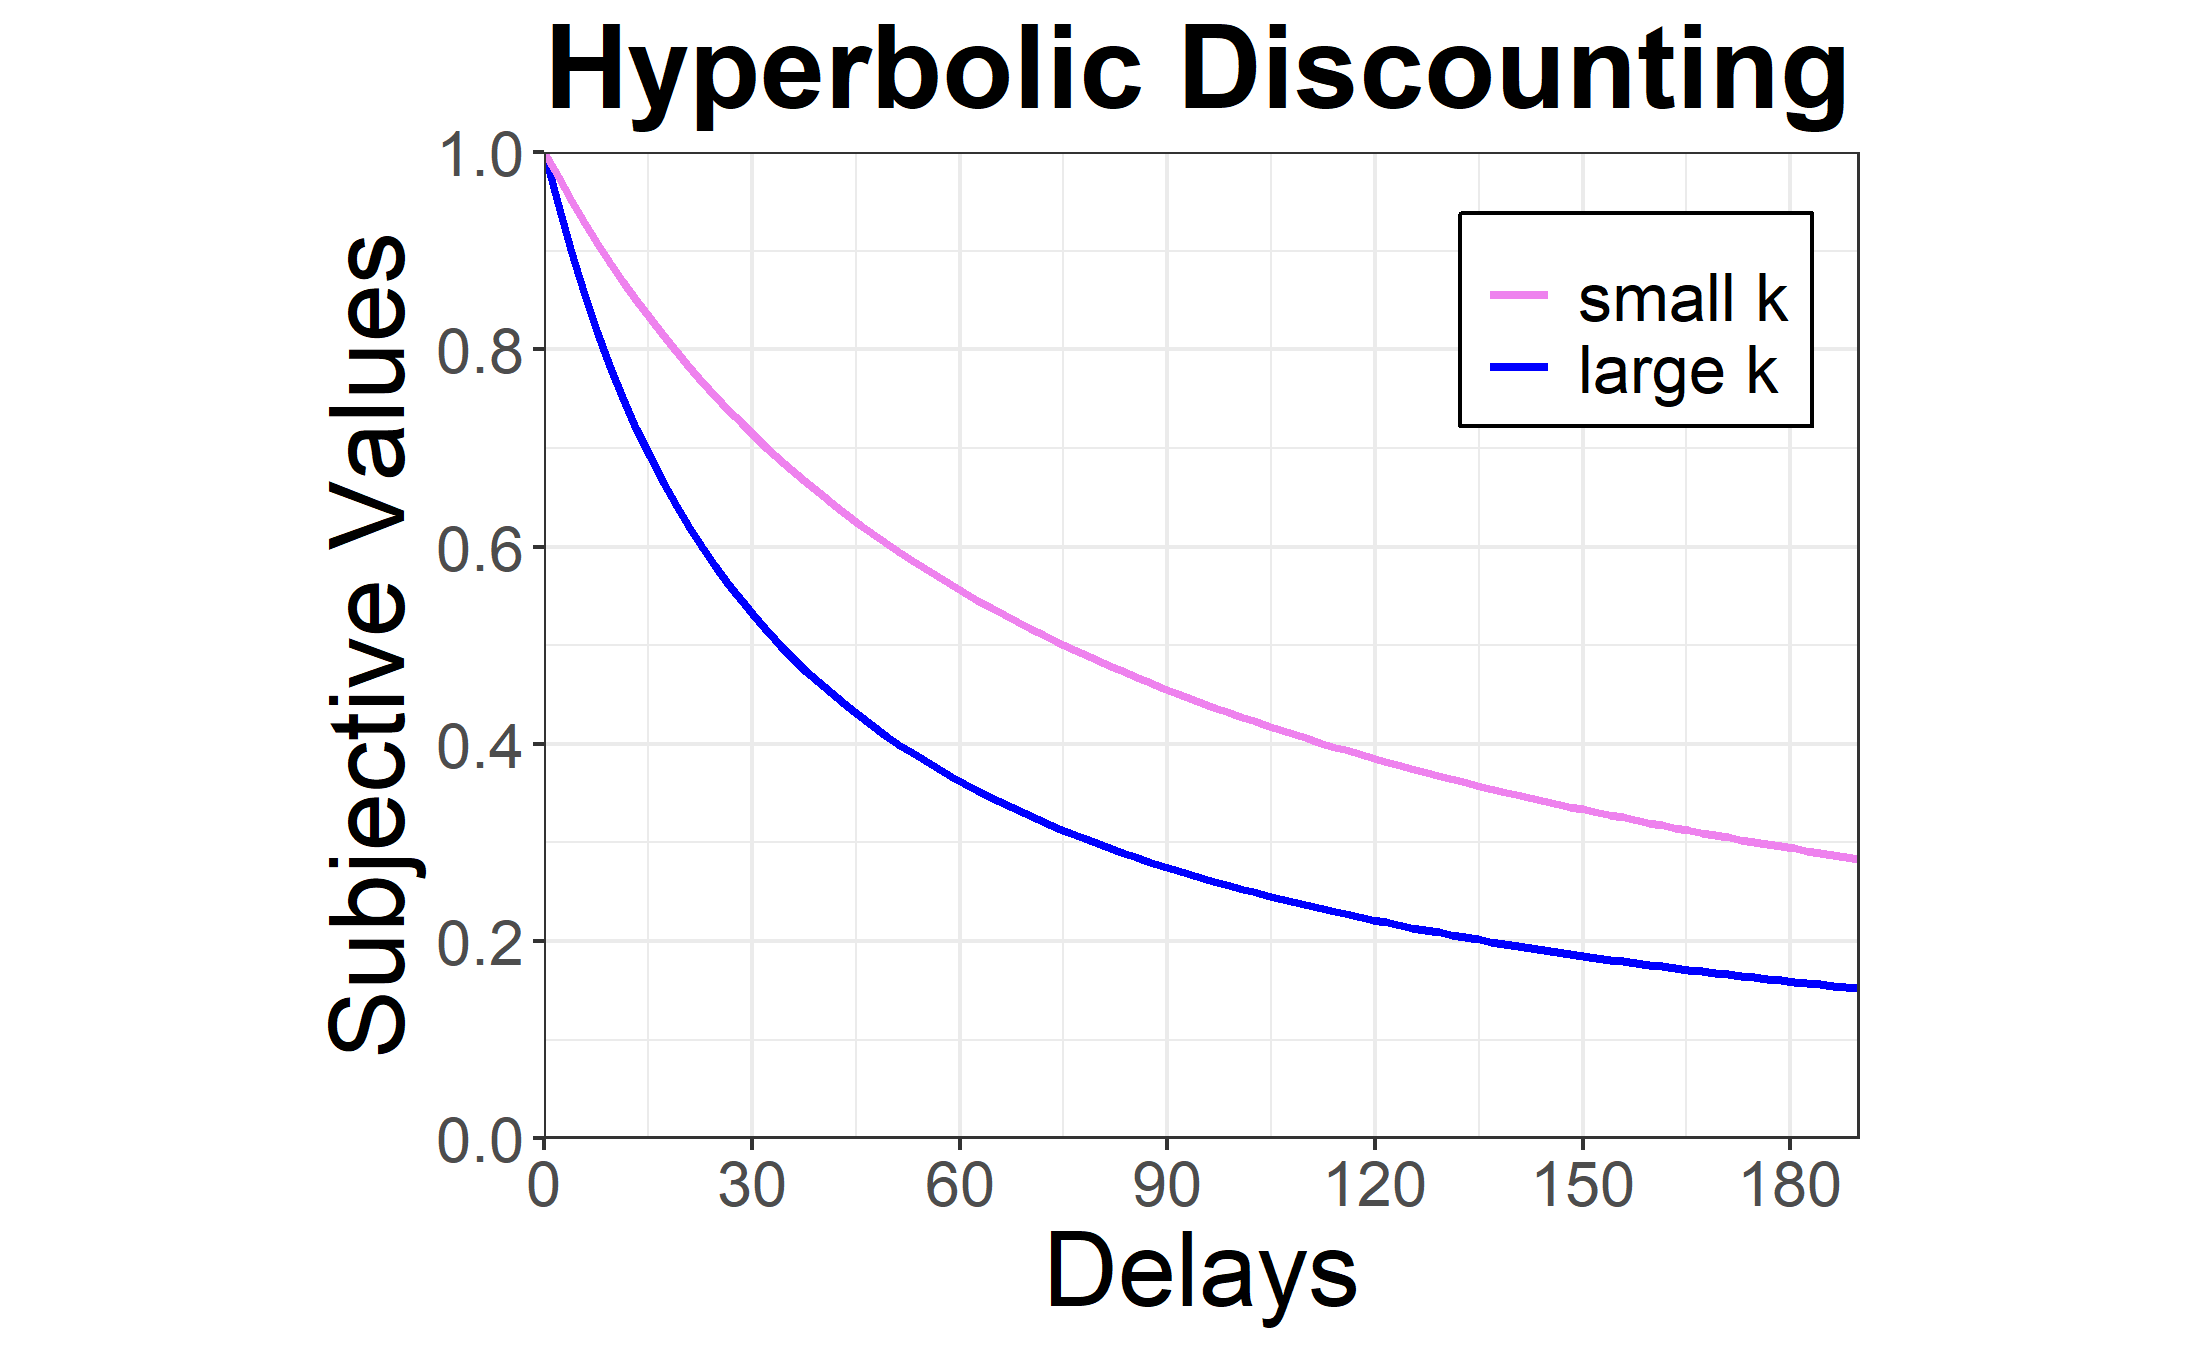 Hyperbolic Discounting
Subjective Values
1.0
0.8
0.6
0.4
0.2
0.0
small k
large k
0 30 60 90 120 150 180
Delays